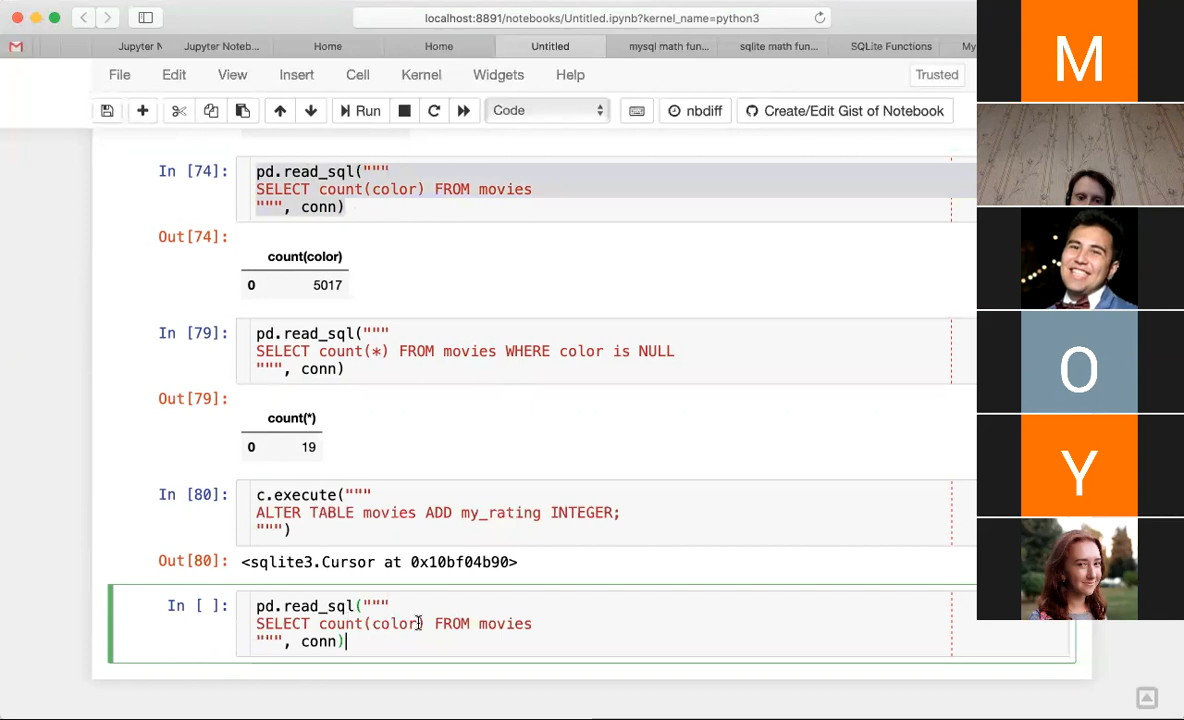 localhost:8891/notebooks/Untitled.ipynb?kernel_name=python3
Jupyter N
Jupyter Noteb...
Home
Home
Untitled
mysql math fun...
sqlite math fun...
SQLite Functions
My
File Edit View Insert Cell Kernel Widgets Help
Trusted
Run
Code
nbdiff
Create/Edit Gist of Notebook
In [74]:
pd.read_sql("""
SELECT count(color) FROM movies
""", conn)
Out[74]:
count(color)
0 5017
In [79]:
pd.read_sql("""
SELECT count(*) FROM movies WHERE color is NULL
""", conn)
Out[79]:
count(*)
0 19
In [80]:
c.execute("""
ALTER TABLE movies ADD my_rating INTEGER;
""")
Out[80]:
<sqlite3.Cursor at 0x10bf04b90>
In [ ]:
pd.read_sql("""
SELECT count(color) FROM movies
""", conn)
M
O
Y